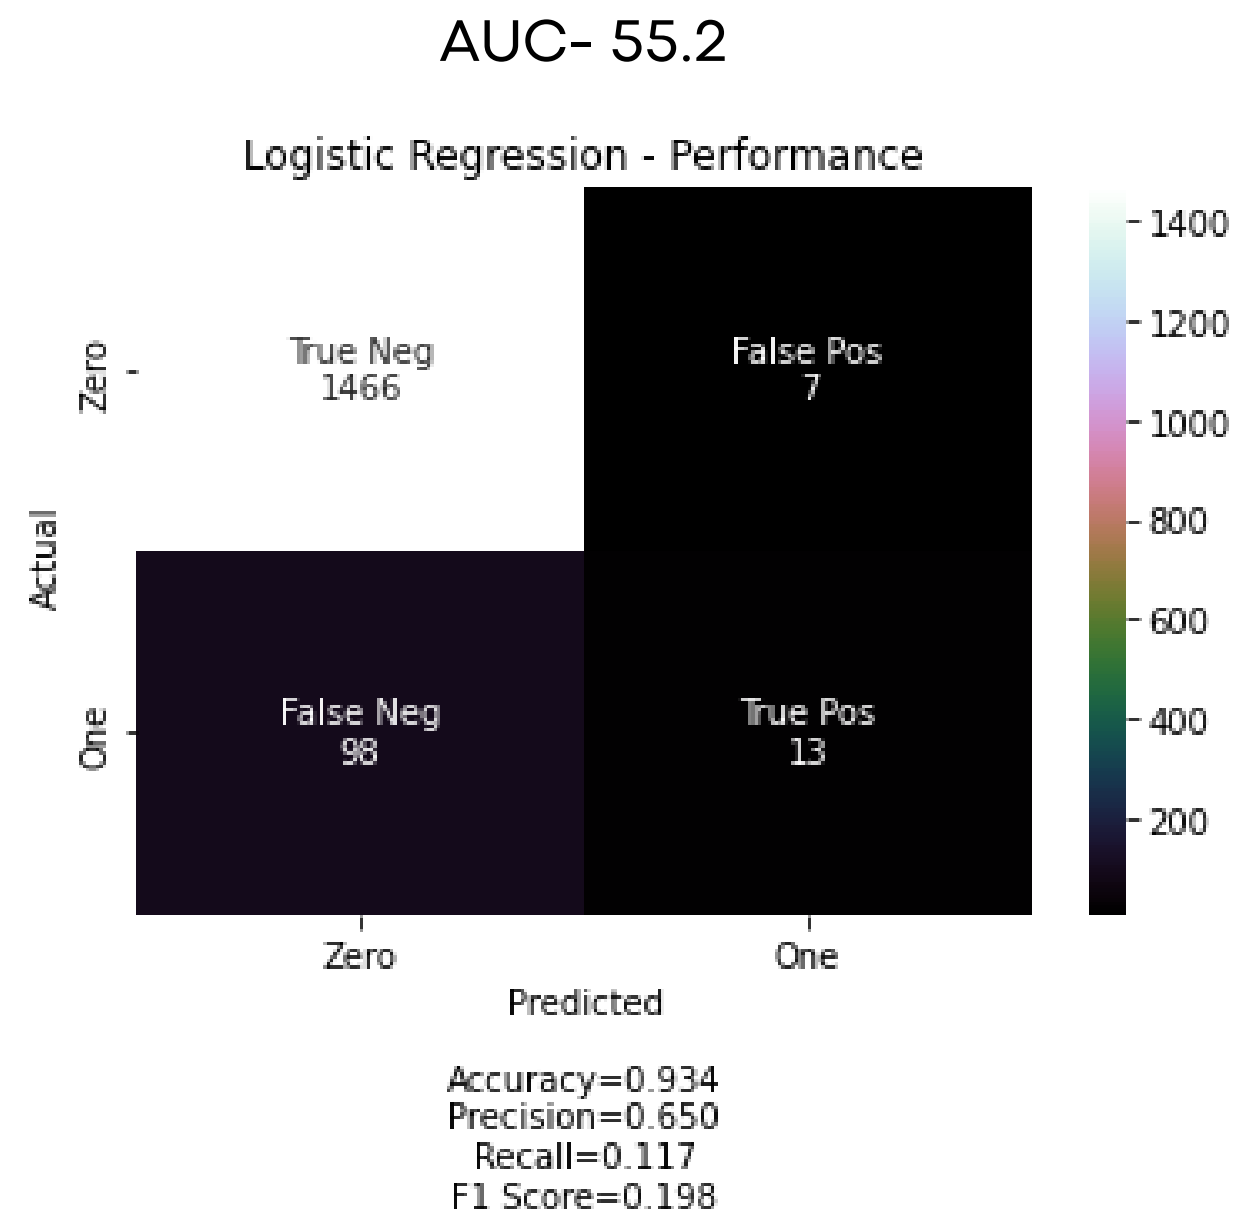 AUC- 55.2
Logistic Regression - Performance
True Neg
1466
False Pos
7
False Neg
98
True Pos
13
Zero
One
Actual
Zero
One
Predicted
1400
1200
1000
800
600
400
200
Accuracy=0.934
Precision=0.650
Recall=0.117
F1 Score=0.198